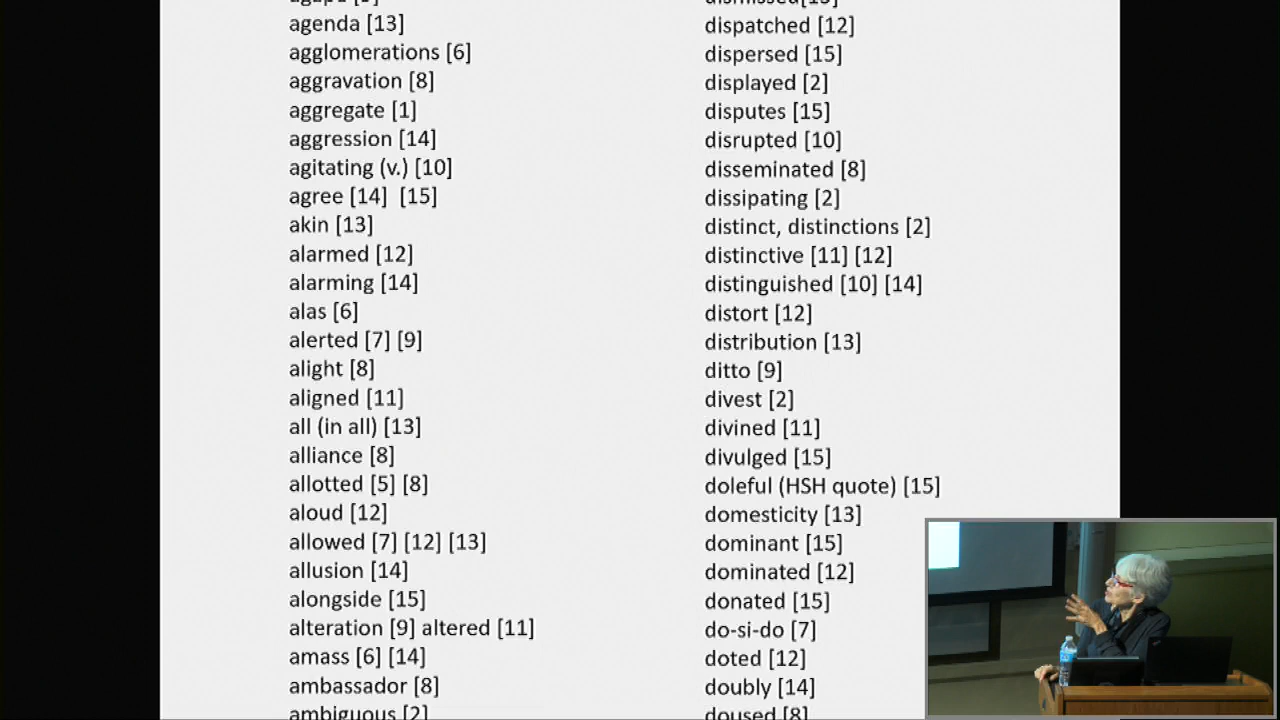 agenda [13]
agglomerations [6]
aggravation [8]
aggregate [1]
aggression [14]
agitating (v.) [10]
agree [14]  [15]
akin [13]
alarmed [12]
alarming [14]
alas [6]
alerted [7] [9]
alight [8]
aligned [11]
all (in all) [13]
alliance [8]
allotted [5] [8]
aloud [12]
allowed [7] [12] [13]
allusion [14]
alongside [15]
alteration [9] altered [11]
amass [6] [14]
ambassador [8]
ambiguous [2]
dispatched [12]
dispersed [15]
displayed [2]
disputes [15]
disrupted [10]
disseminated [8]
dissipating [2]
distinct, distinctions [2]
distinctive [11] [12]
distinguished [10] [14]
distort [12]
distribution [13]
ditto [9]
divest [2]
divined [11]
divulged [15]
doleful (HSH quote) [15]
domesticity [13]
dominant [15]
dominated [12]
donated [15]
do-si-do [7]
doted [12]
doubly [14]
doused [8]